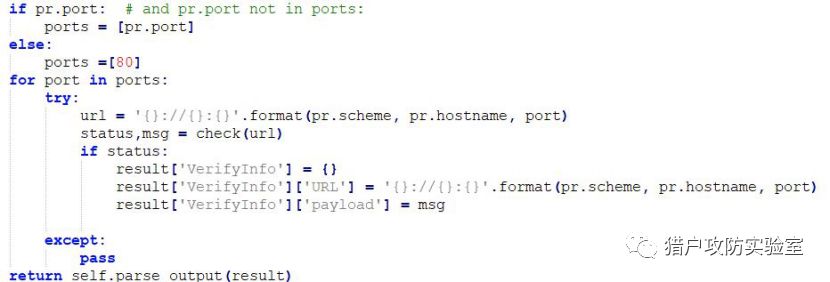 if pr.port:  # and pr.port not in ports:
    ports = [pr.port]
else:
    ports =[80]
for port in ports:
    try:
        url = '{}://{}:{}'.format(pr.scheme, pr.hostname, port)
        status,msg = check(url)
        if status:
            result['VerifyInfo'] = {}
            result['VerifyInfo']['URL'] = '{}://{}:{}'.format(pr.scheme, pr.hostname, port)
            result['VerifyInfo']['payload'] = msg
    except:
        pass
return self.parse_output(result)
猎户攻防实验室